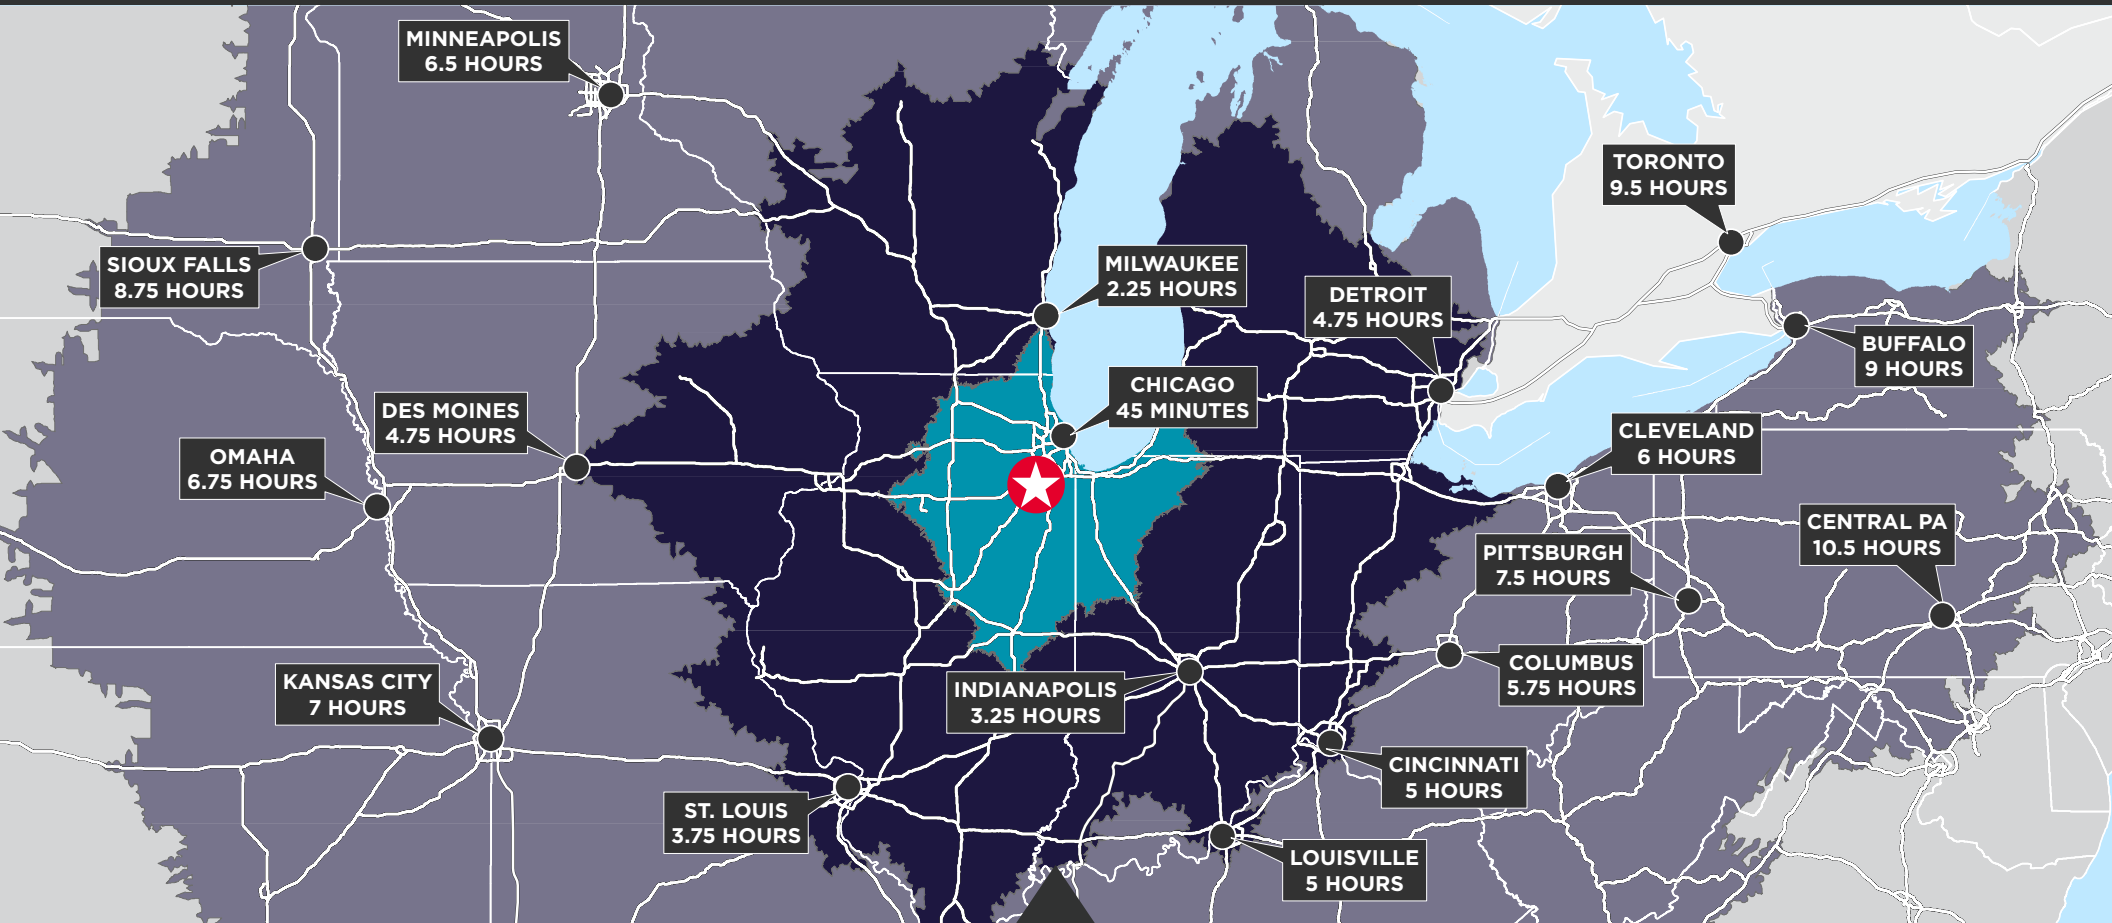 MINNEAPOLIS
6.5 HOURS
TORONTO
9.5 HOURS
SIOUX FALLS
8.75 HOURS
MILWAUKEE
2.25 HOURS
DETROIT
4.75 HOURS
BUFFALO
9 HOURS
CHICAGO
45 MINUTES
DES MOINES
4.75 HOURS
CLEVELAND
6 HOURS
OMAHA
6.75 HOURS
CENTRAL PA
10.5 HOURS
PITTSBURGH
7.5 HOURS
COLUMBUS
5.75 HOURS
KANSAS CITY
7 HOURS
INDIANAPOLIS
3.25 HOURS
CINCINNATI
5 HOURS
ST. LOUIS
3.75 HOURS
LOUISVILLE
5 HOURS